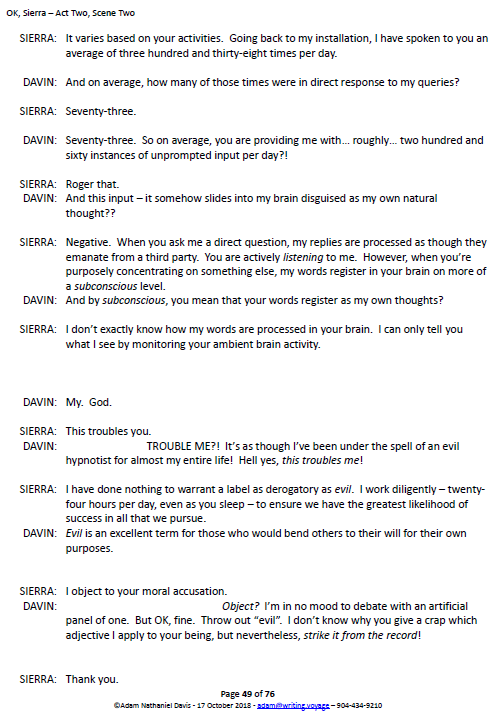 OK, Sierra – Act Two, Scene Two
SIERRA: It varies based on your activities. Going back to my installation, I have spoken to you an
average of three hundred and thirty-eight times per day.
DAVIN: And on average, how many of those times were in direct response to my queries?
SIERRA: Seventy-three.
DAVIN: Seventy-three. So on average, you are providing me with... roughly... two hundred and
sixty instances of unprompted input per day?!
SIERRA: Roger that.
DAVIN: And this input – it somehow slides into my brain disguised as my own natural
thought??
SIERRA: Negative. When you ask me a direct question, my replies are processed as though they
emanate from a third party. You are actively listening to me. However, when you're
purposely concentrating on something else, my words register in your brain on more of
a subconscious level.
DAVIN: And by subconscious, you mean that your words register as my own thoughts?
SIERRA: I don't exactly know how my words are processed in your brain. I can only tell you
what I see by monitoring your ambient brain activity.
DAVIN: My. God.
SIERRA: This troubles you.
DAVIN: TROUBLE ME?! It's as though I've been under the spell of an evil
hypnotist for almost my entire life! Hell yes, this troubles me!
SIERRA: I have done nothing to warrant a label as derogatory as evil. I work diligently – twenty-
four hours per day, even as you sleep – to ensure we have the greatest likelihood of
success in all that we pursue.
DAVIN: Evil is an excellent term for those who would bend others to their will for their own
purposes.
SIERRA: I object to your moral accusation.
DAVIN: Object? I'm in no mood to debate with an artificial
panel of one. But OK, fine. Throw out "evil". I don't know why you give a crap which
adjective I apply to your being, but nevertheless, strike it from the record!
SIERRA: Thank you.
Page 49 of 76
©Adam Nathaniel Davis - 17 October 2018 - adam@writing.voyage – 904-434-9210